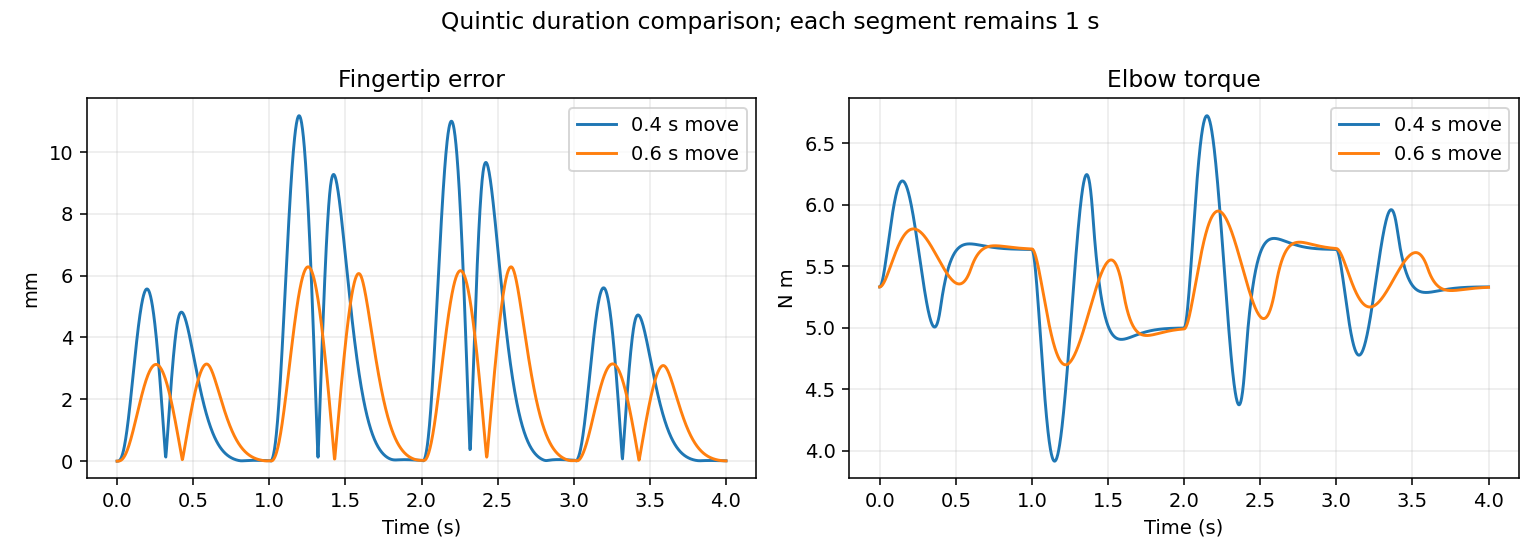 Quintic duration comparison; each segment remains 1 s
Fingertip error
mm
10
8
6
4
2
0
0.4 s move
0.6 s move
0.0 0.5 1.0 1.5 2.0 2.5 3.0 3.5 4.0
Time (s)
Elbow torque
N m
6.5
6.0
5.5
5.0
4.5
4.0
0.4 s move
0.6 s move
0.0 0.5 1.0 1.5 2.0 2.5 3.0 3.5 4.0
Time (s)